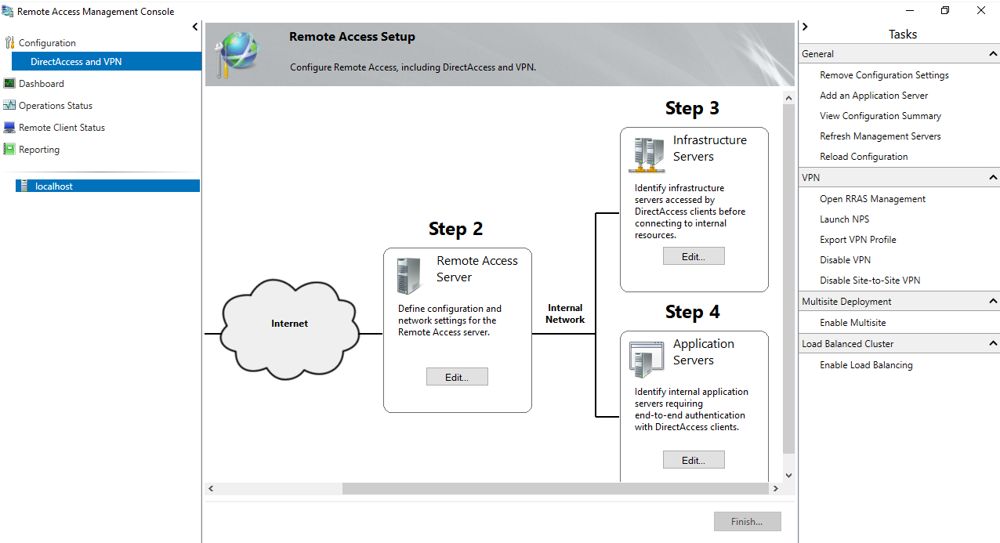 Remote Access Management Console
Configuration
DirectAccess and VPN
Dashboard
Operations Status
Remote Client Status
Reporting
localhost
Remote Access Setup
Configure Remote Access, including DirectAccess and VPN.
Internet
Step 2
Remote Access
Server
Define configuration and
network settings for the
Remote Access server.
Edit...
Internal
Network
Step 3
Infrastructure
Servers
Identify infrastructure
servers accessed by
DirectAccess clients before
connecting to internal
resources.
Edit...
Step 4
Application
Servers
Identify internal application
servers requiring
end-to-end authentication
with DirectAccess clients.
Edit...
Finish...
Tasks
General
Remove Configuration Settings
Add an Application Server
View Configuration Summary
Refresh Management Servers
Reload Configuration
VPN
Open RRAS Management
Launch NPS
Export VPN Profile
Disable VPN
Disable Site-to-Site VPN
Multisite Deployment
Enable Multisite
Load Balanced Cluster
Enable Load Balancing